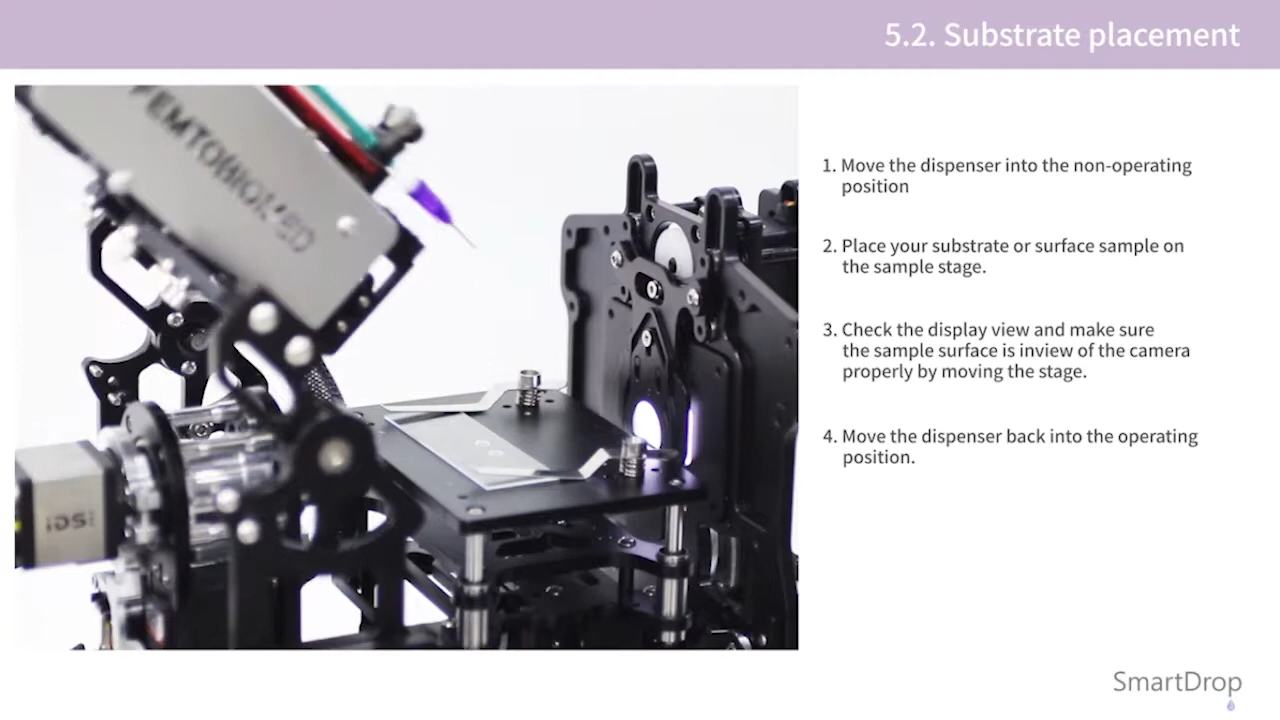 5.2. Substrate placement
FEMTOBIOMED
1. Move the dispenser into the non-operating
position
2. Place your substrate or surface sample on
the sample stage.
3. Check the display view and make sure
the sample surface is inview of the camera
properly by moving the stage.
4. Move the dispenser back into the operating
position.
iDS:
SmartDrop